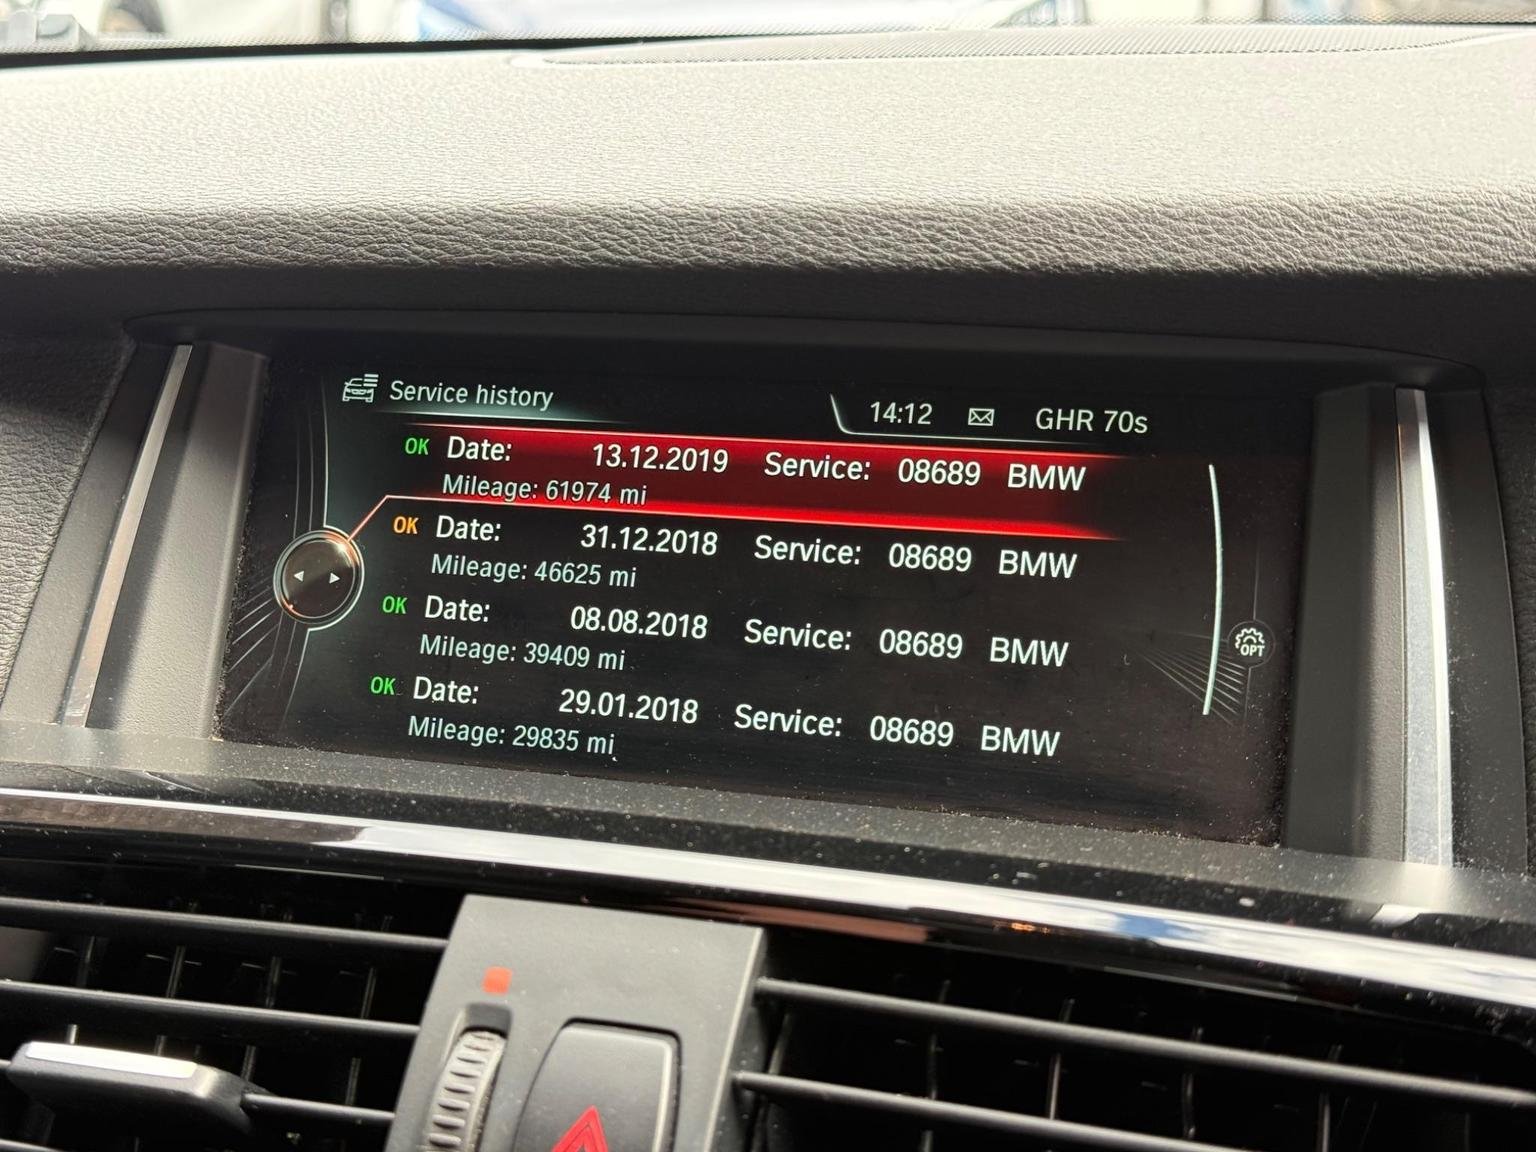 Service history 14:12 GHR 70s
OK Date: 13.12.2019 Service: 08689 BMW
Mileage: 61974 mi
OK Date: 31.12.2018 Service: 08689 BMW
Mileage: 46625 mi
OK Date: 08.08.2018 Service: 08689 BMW
Mileage: 39409 mi
OK Date: 29.01.2018 Service: 08689 BMW
Mileage: 29835 mi
OPT